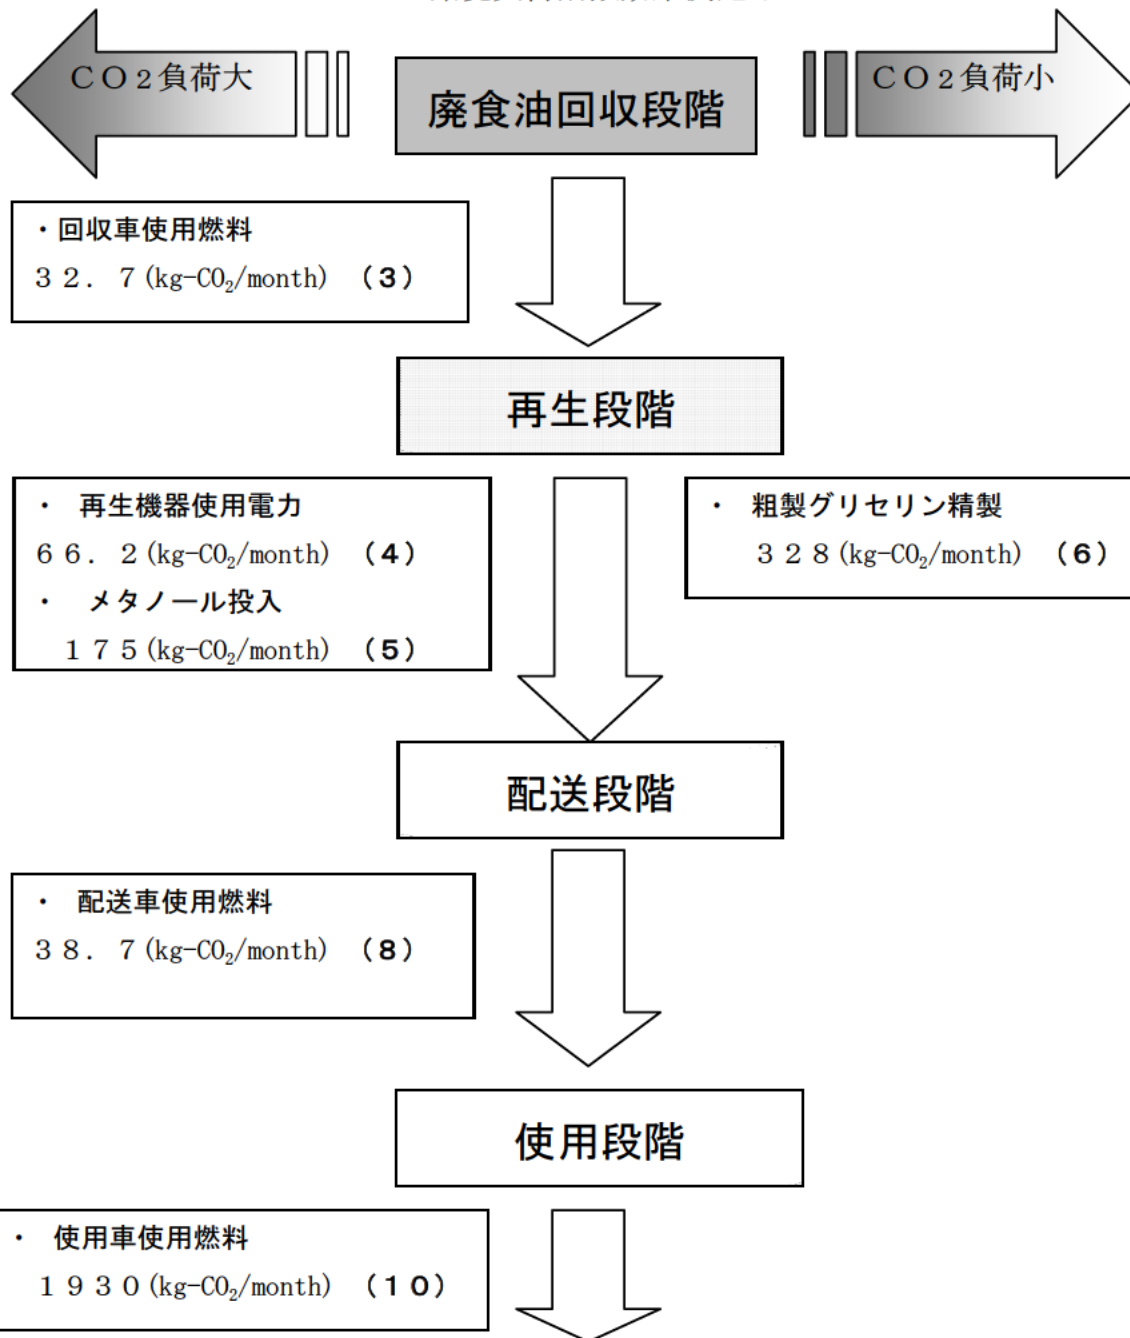 CO2負荷大
廃食油回収段階
CO2負荷小
・回収車使用燃料
32.7(kg-CO₂/month) (3)
再生段階
・ 再生機器使用電力
66.2(kg-CO₂/month) (4)
・ メタノール投入
175(kg-CO₂/month) (5)
・ 粗製グリセリン精製
328(kg-CO₂/month) (6)
配送段階
・ 配送車使用燃料
38.7(kg-CO₂/month) (8)
使用段階
・ 使用車使用燃料
1930(kg-CO₂/month) (10)